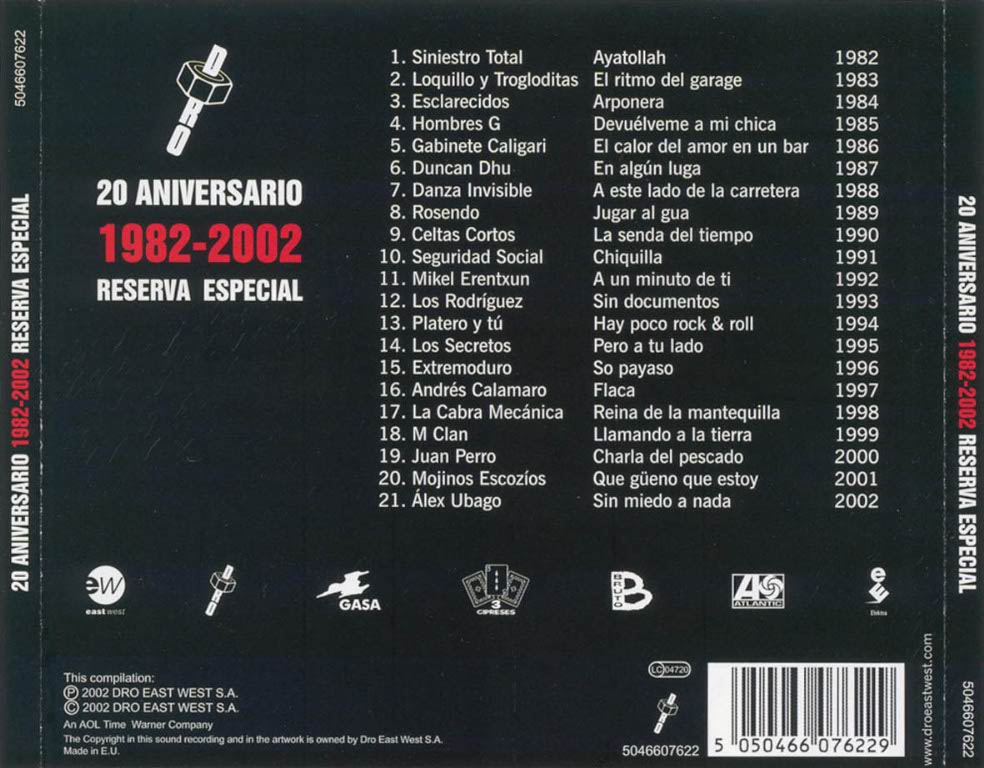 5046607622
20 ANIVERSARIO 1982-2002 RESERVA ESPECIAL
DRO
20 ANIVERSARIO
1982-2002
RESERVA ESPECIAL
1. Siniestro Total Ayatollah 1982
2. Loquillo y Trogloditas El ritmo del garage 1983
3. Esclarecidos Arponera 1984
4. Hombres G Devuélveme a mi chica 1985
5. Gabinete Caligari El calor del amor en un bar 1986
6. Duncan Dhu En algún luga 1987
7. Danza Invisible A este lado de la carretera 1988
8. Rosendo Jugar al gua 1989
9. Celtas Cortos La senda del tiempo 1990
10. Seguridad Social Chiquilla 1991
11. Mikel Erentxun A un minuto de ti 1992
12. Los Rodríguez Sin documentos 1993
13. Platero y tú Hay poco rock & roll 1994
14. Los Secretos Pero a tu lado 1995
15. Extremoduro So payaso 1996
16. Andrés Calamaro Flaca 1997
17. La Cabra Mecánica Reina de la mantequilla 1998
18. M Clan Llamando a la tierra 1999
19. Juan Perro Charla del pescado 2000
20. Mojinos Escozíos Que güeno que estoy 2001
21. Álex Ubago Sin miedo a nada 2002
ew
eastwest
DRO
GASA
3
CIPRESES
BRUTO
B
A
ATLANTIC
Elektra
This compilation:
Ⓟ 2002 DRO EAST WEST S.A.
© 2002 DRO EAST WEST S.A.
An AOL Time Warner Company
The Copyright in this sound recording and in the artwork is owned by Dro East West S.A.
Made in E.U.
LC 04720
DRO
5046607622
5 050466 076229
www.droeastwest.com
20 ANIVERSARIO 1982-2002 RESERVA ESPECIAL
5046607622